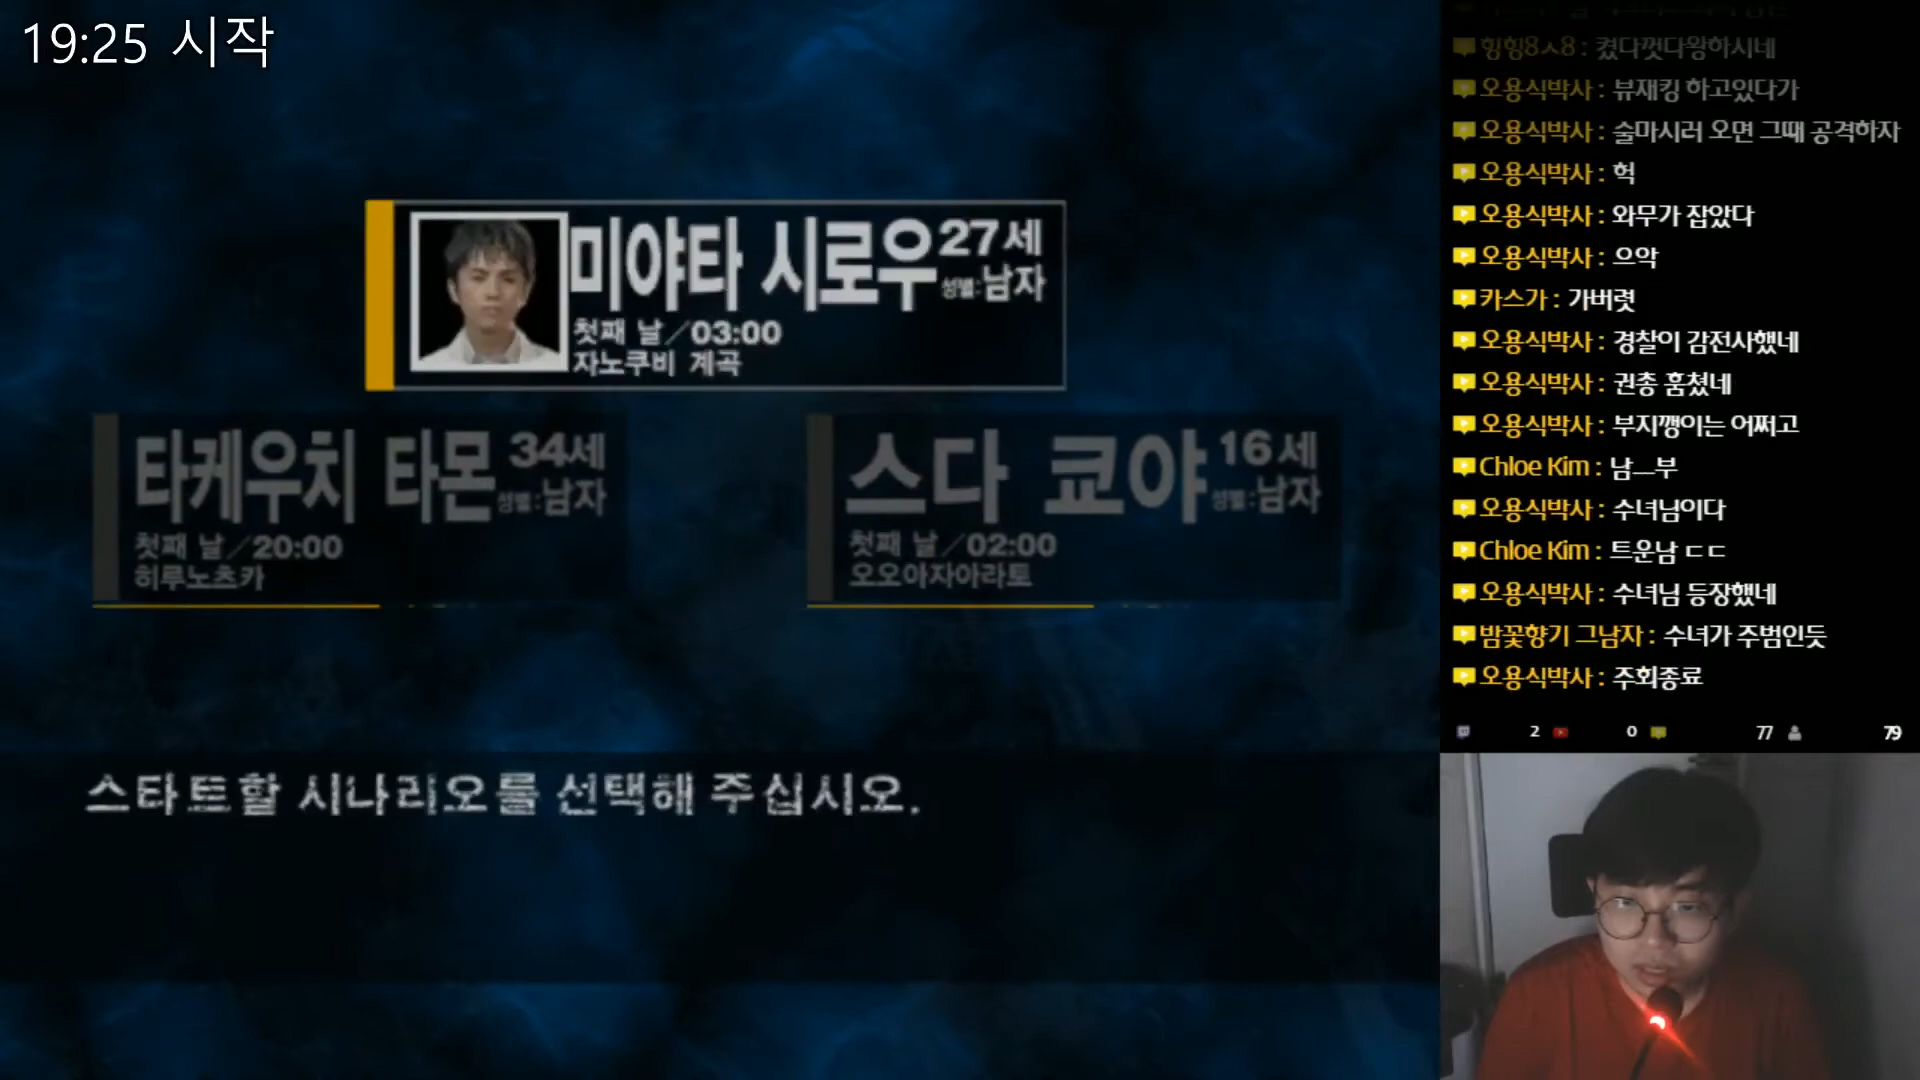 19:25 시작
미야타 시로우 27세
성별:남자
첫째 날/03:00
자노쿠비 계곡
타케우치 타몬 34세
성별:남자
첫째 날/20:00
히루노츠카
스다 쿄야 16세
성별:남자
첫째 날/02:00
오오아자아라토
스타트할 시나리오를 선택해 주십시오.
힝힝8ㅅ8 : 켰다껏다왕하시네
오용식박사 : 뷰재킹 하고있다가
오용식박사 : 술마시러 오면 그때 공격하자
오용식박사 : 헉
오용식박사 : 와무가 잡았다
오용식박사 : 으악
카스가 : 가버렷
오용식박사 : 경찰이 감전사했네
오용식박사 : 권총 훔쳤네
오용식박사 : 부지깽이는 어쩌고
Chloe Kim : 남ㅡ부
오용식박사 : 수녀님이다
Chloe Kim : 트운남 ㄷㄷ
오용식박사 : 수녀님 등장했네
밤꽃향기 그남자 : 수녀가 주범인듯
오용식박사 : 주회종료
2 0 77 79